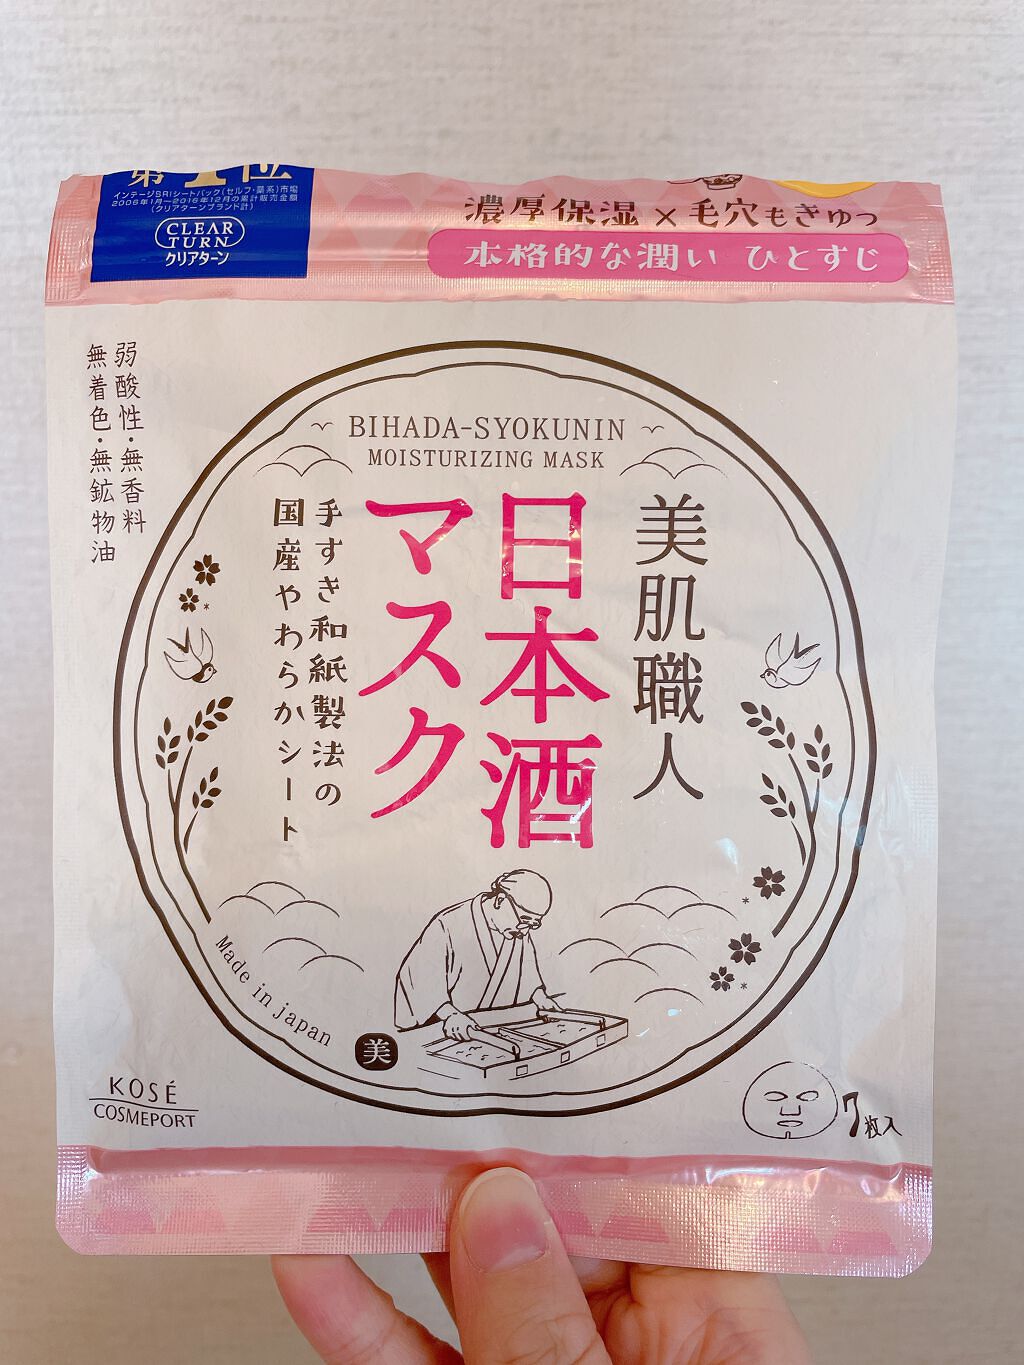 第1位
インテージSRIシートパック(セルフ・薬系)市場
2006年1月―2016年12月の累計販売金額
(クリアターンブランド計)
CLEAR
TURN
クリアターン
濃厚保湿×毛穴もきゅっ
本格的な潤い ひとすじ
弱酸性・無香料
無着色・無鉱物油
BIHADA-SYOKUNIN
MOISTURIZING MASK
美肌職人
日本酒
マスク
手すき和紙製法の
国産やわらかシート
Made in japan
美
KOSÉ
COSMEPORT
7枚入